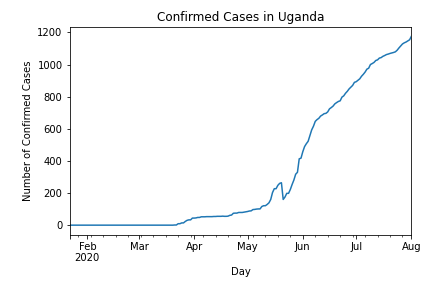 Confirmed Cases in Uganda
1200
1000
800
600
400
200
0
Number of Confirmed Cases
Feb Mar Apr May Jun Jul Aug
2020
Day